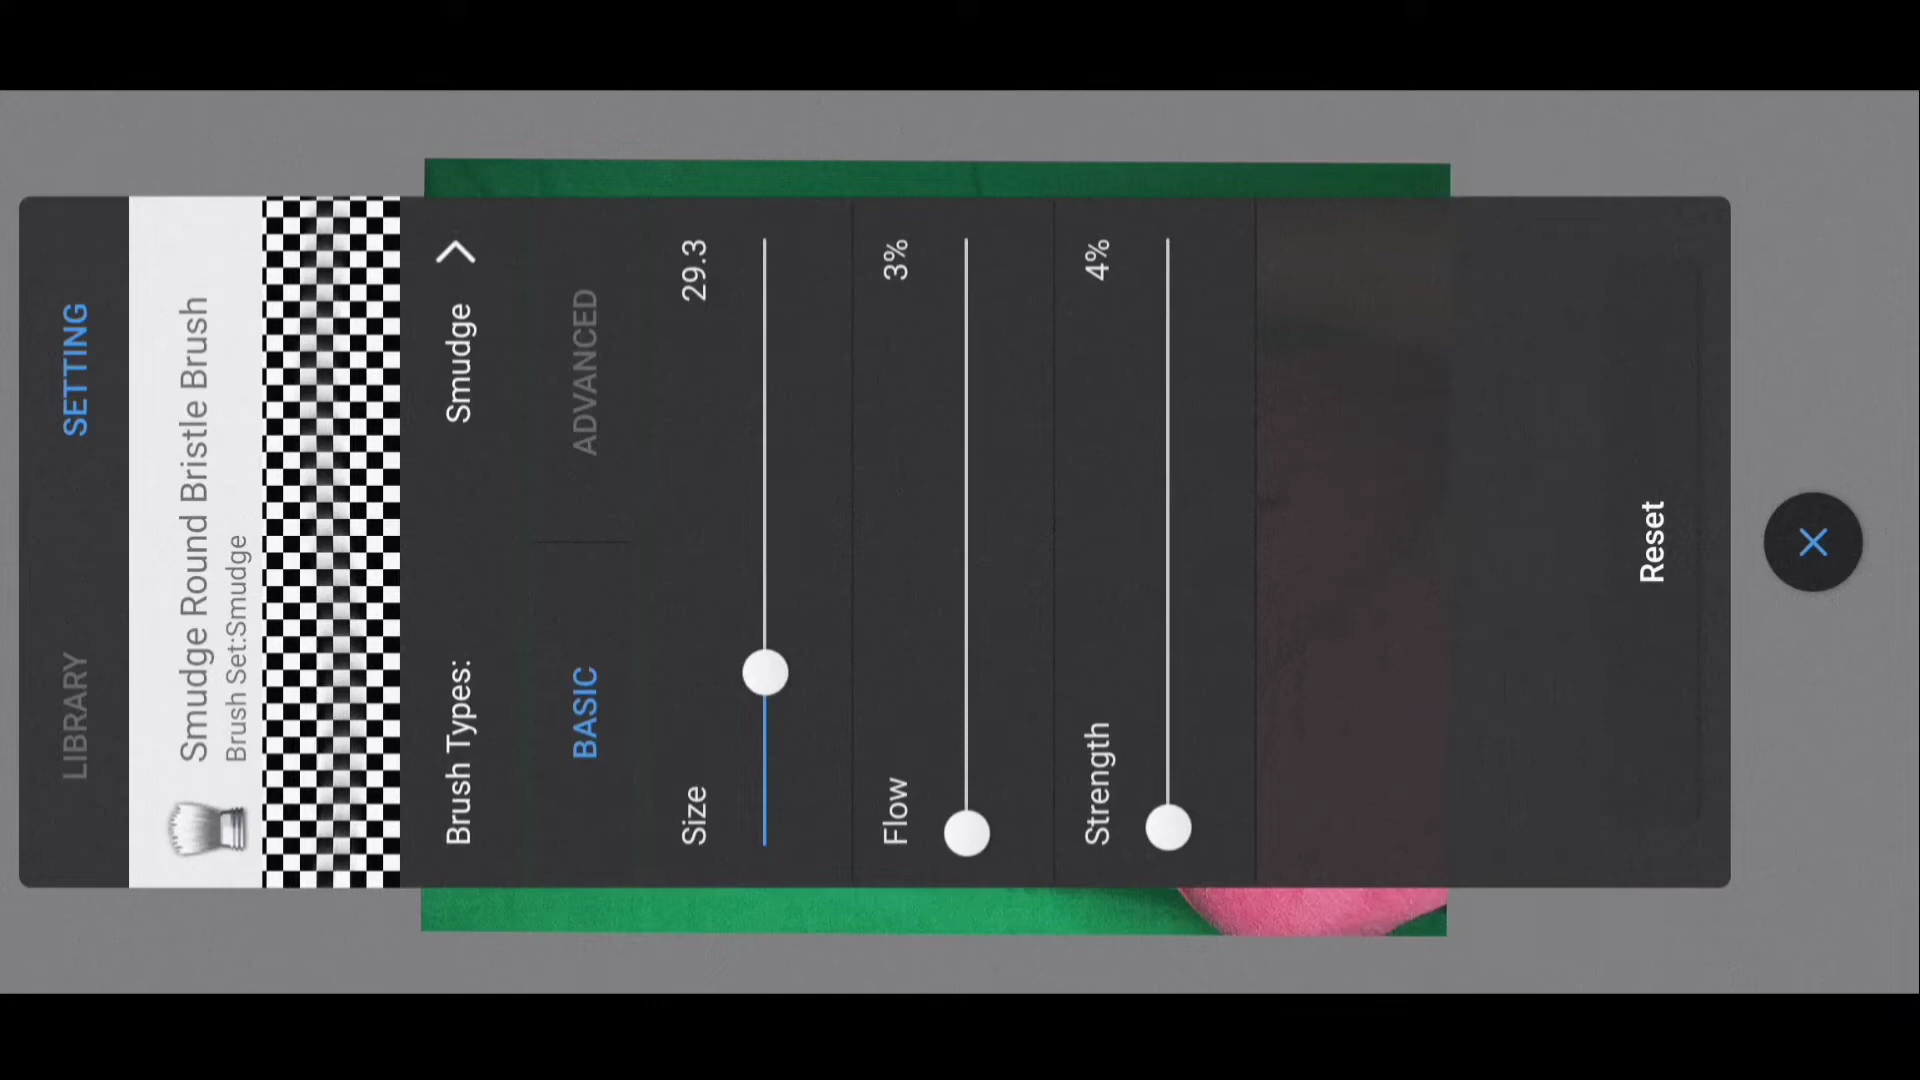 LIBRARY SETTING
Smudge Round Bristle Brush
Brush Set:Smudge
Brush Types: Smudge
BASIC ADVANCED
Size 29.3
Flow 3%
Strength 4%
Reset